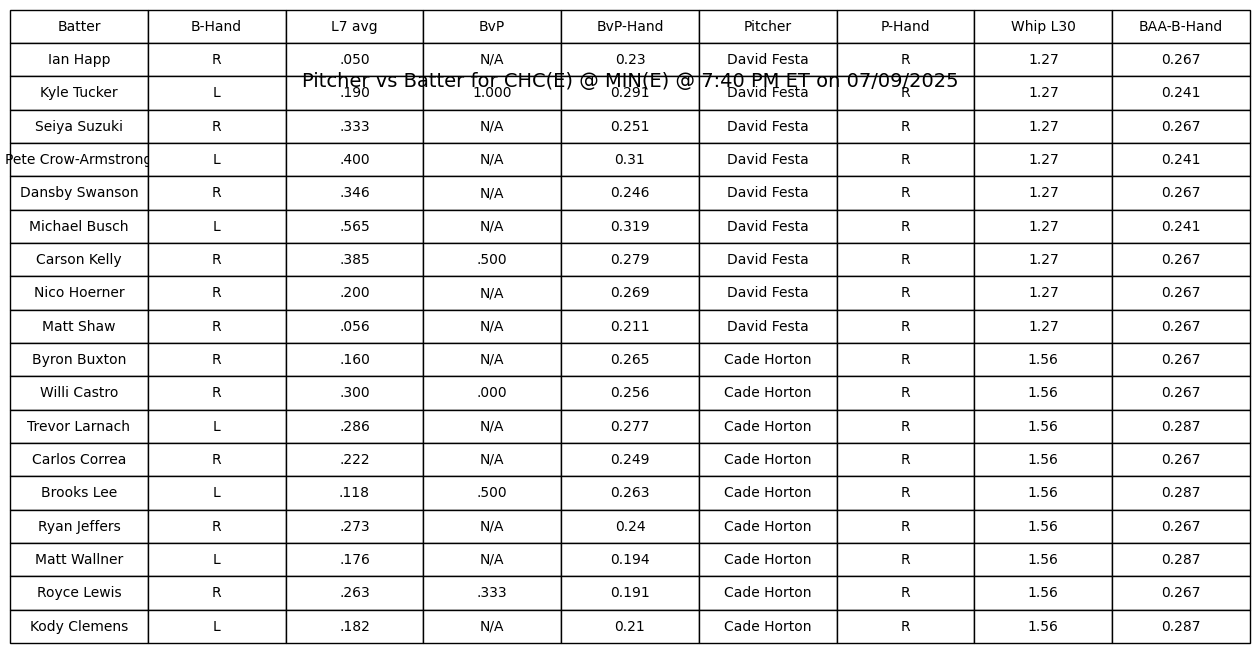 Batter B-Hand L7 avg BvP BvP-Hand Pitcher P-Hand Whip L30 BAA-B-Hand
Ian Happ R .050 N/A 0.23 David Festa R 1.27 0.267
Pitcher vs Batter for CHC(E) @ MIN(E) @ 7:40 PM ET on 07/09/2025
Kyle Tucker L .190 1.000 0.291 David Festa R 1.27 0.241
Seiya Suzuki R .333 N/A 0.251 David Festa R 1.27 0.267
Pete Crow-Armstrong L .400 N/A 0.31 David Festa R 1.27 0.241
Dansby Swanson R .346 N/A 0.246 David Festa R 1.27 0.267
Michael Busch L .565 N/A 0.319 David Festa R 1.27 0.241
Carson Kelly R .385 .500 0.279 David Festa R 1.27 0.267
Nico Hoerner R .200 N/A 0.269 David Festa R 1.27 0.267
Matt Shaw R .056 N/A 0.211 David Festa R 1.27 0.267
Byron Buxton R .160 N/A 0.265 Cade Horton R 1.56 0.267
Willi Castro R .300 .000 0.256 Cade Horton R 1.56 0.267
Trevor Larnach L .286 N/A 0.277 Cade Horton R 1.56 0.287
Carlos Correa R .222 N/A 0.249 Cade Horton R 1.56 0.267
Brooks Lee L .118 .500 0.263 Cade Horton R 1.56 0.287
Ryan Jeffers R .273 N/A 0.24 Cade Horton R 1.56 0.267
Matt Wallner L .176 N/A 0.194 Cade Horton R 1.56 0.287
Royce Lewis R .263 .333 0.191 Cade Horton R 1.56 0.267
Kody Clemens L .182 N/A 0.21 Cade Horton R 1.56 0.287